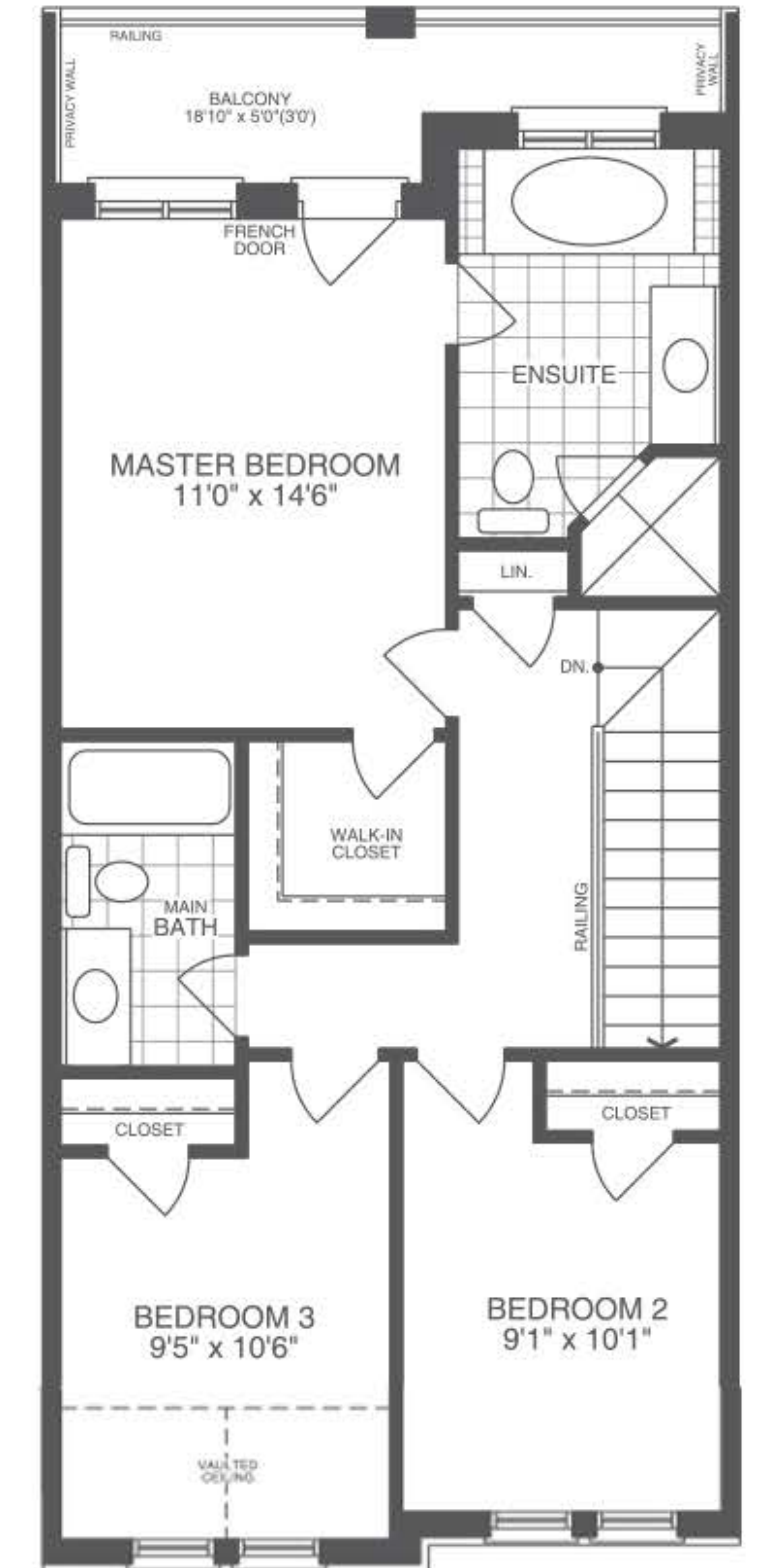 RAILING
PRIVACY WALL
PRIVACY
WALL
BALCONY
18'10" x 5'0"(3'0')
FRENCH
DOOR
ENSUITE
MASTER BEDROOM
11'0" x 14'6"
LIN.
DN.
WALK-IN
CLOSET
RAILING
MAIN
BATH
CLOSET
CLOSET
BEDROOM 3
9'5" x 10'6"
BEDROOM 2
9'1" x 10'1"
VAULTED
CEILING